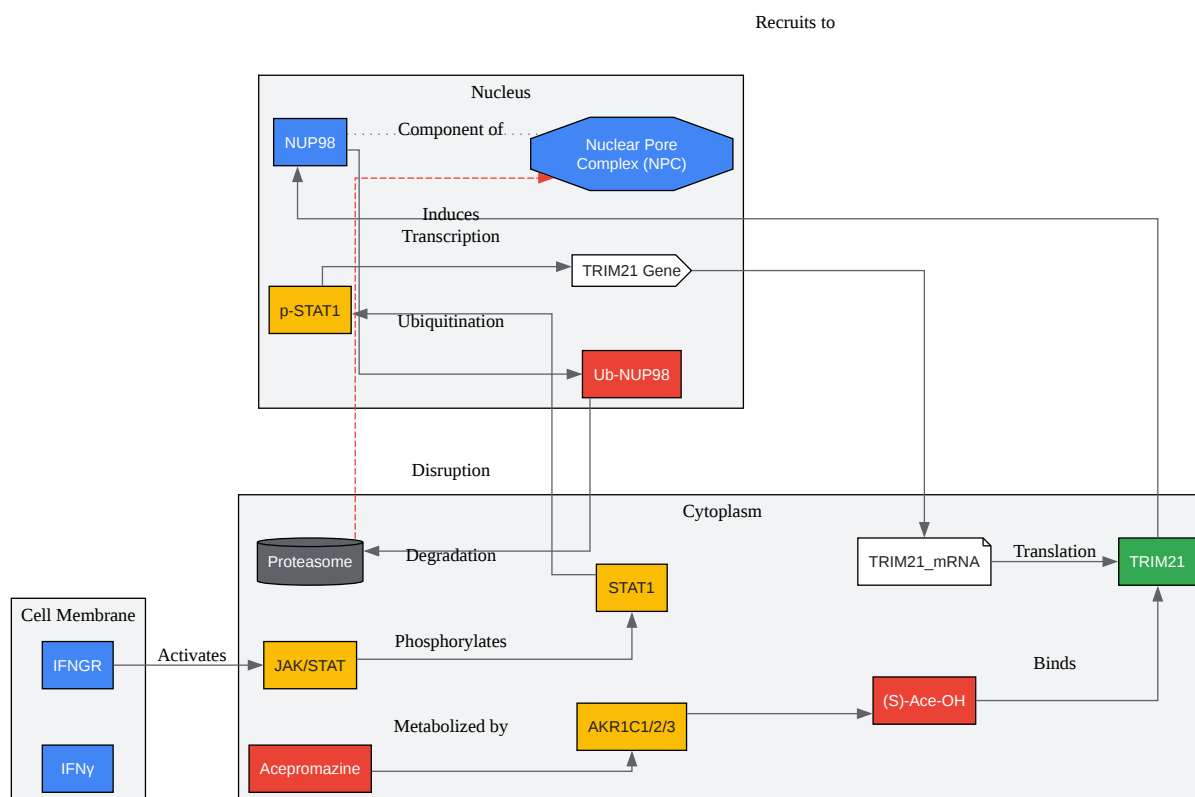 Recruits to
Nucleus
NUP98
Component of
Nuclear Pore
Complex (NPC)
Induces
Transcription
TRIM21 Gene
p-STAT1
Ubiquitination
Ub-NUP98
Disruption
Cytoplasm
Proteasome
Degradation
TRIM21_mRNA
Translation
TRIM21
STAT1
Cell Membrane
IFNGR
Activates
JAK/STAT
Phosphorylates
Binds
(S)-Ace-OH
Metabolized by
AKR1C1/2/3
IFNγ
Acepromazine